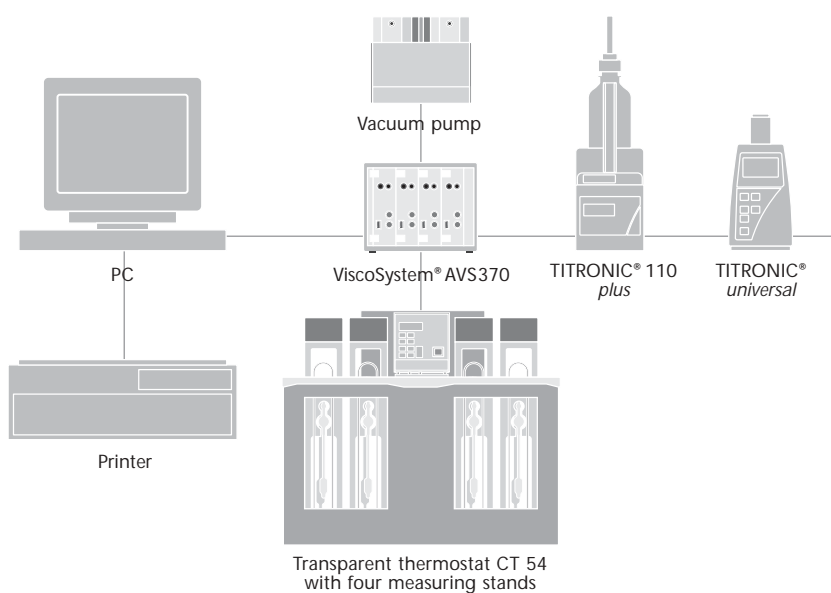 Vacuum pump
PC
ViscoSystem® AVS370
TITRONIC® 110
plus
TITRONIC®
universal
Printer
Transparent thermostat CT 54
with four measuring stands